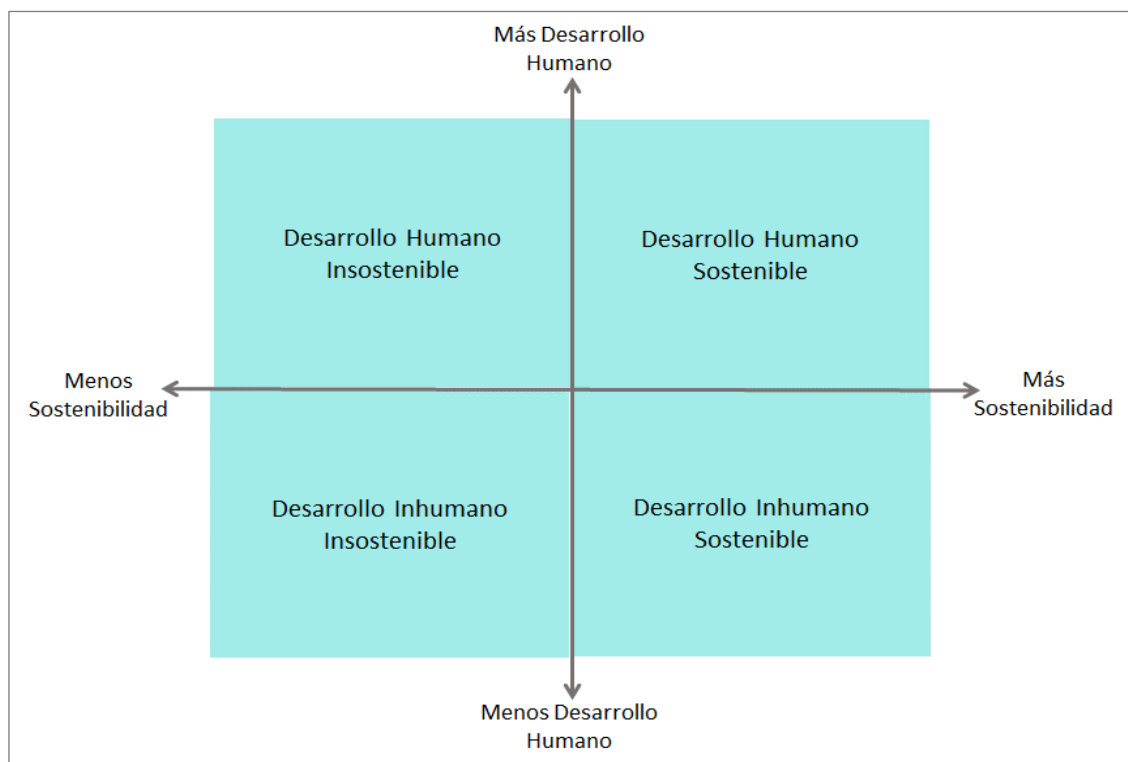 Más Desarrollo
Humano
Desarrollo Humano
Insostenible
Desarrollo Humano
Sostenible
Menos
Sostenibilidad
Más
Sostenibilidad
Desarrollo Inhumano
Insostenible
Desarrollo Inhumano
Sostenible
Menos Desarrollo
Humano